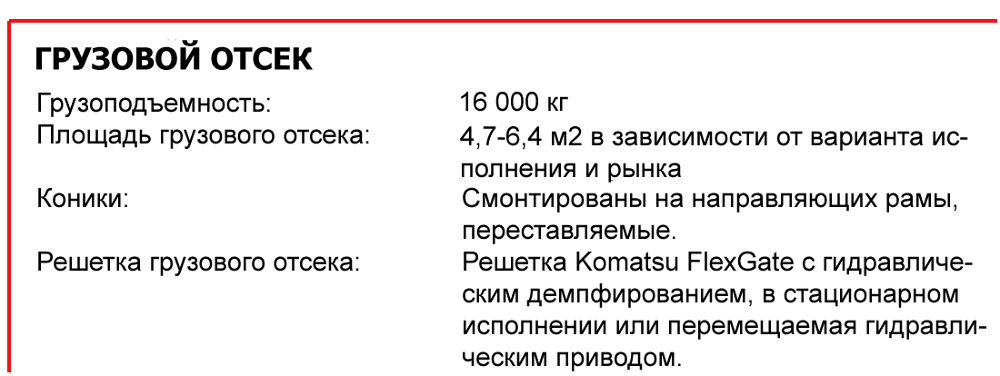 ГРУЗОВОЙ ОТСЕК
Грузоподъемность: 16 000 кг
Площадь грузового отсека: 4,7-6,4 м2 в зависимости от варианта ис-
полнения и рынка
Коники: Смонтированы на направляющих рамы,
переставляемые.
Решетка грузового отсека: Решетка Komatsu FlexGate с гидравличе-
ским демпфированием, в стационарном
исполнении или перемещаемая гидравли-
ческим приводом.